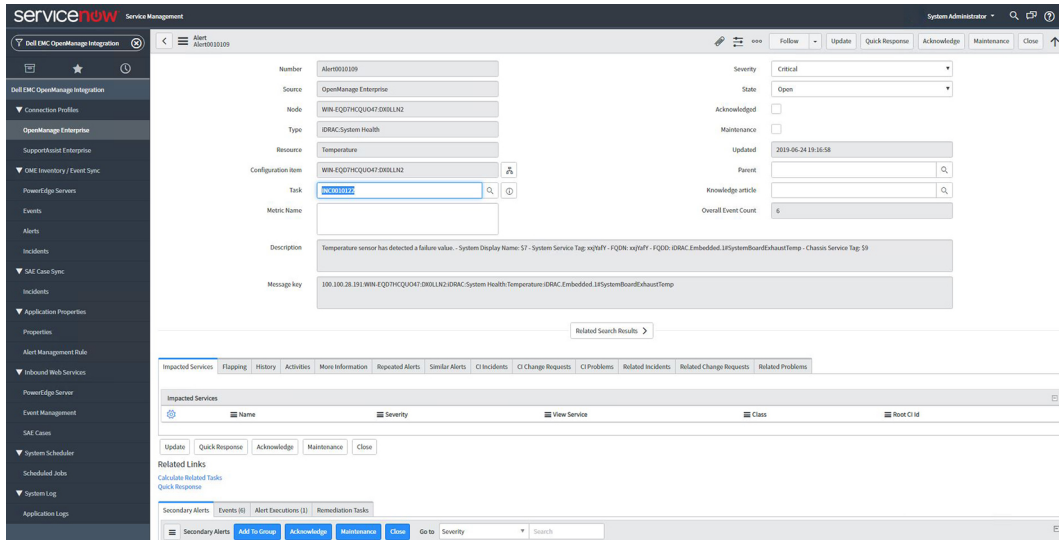 servicenow Service Management
System Administrator
Dell EMC OpenManage Integration
Dell EMC OpenManage Integration
Connection Profiles
OpenManage Enterprise
SupportAssist Enterprise
OME Inventory / Event Sync
PowerEdge Servers
Events
Alerts
Incidents
SAE Case Sync
Incidents
Application Properties
Properties
Alert Management Rule
Inbound Web Services
PowerEdge Server
Event Management
SAE Cases
System Scheduler
Scheduled Jobs
System Log
Application Logs
Alert
Alert0010109
Follow Update Quick Response Acknowledge Maintenance Close
Number Alert0010109 Severity Critical
Source OpenManage Enterprise State Open
Node WIN-EQD7HCQUO47:DX0LLN2 Acknowledged
Type iDRAC:System Health Maintenance
Resource Temperature Updated 2019-06-24 19:16:58
Configuration item WIN-EQD7HCQUO47:DX0LLN2 Parent
Task INC0010122 Knowledge article
Metric Name Overall Event Count 6
Description Temperature sensor has detected a failure value. - System Display Name: S7 - System Service Tag: xxjYafY - FQDN: xxjYafY - FQDD: iDRAC.Embedded.1#SystemBoardExhaustTemp - Chassis Service Tag: $9
Message key 100.100.28.191:WIN-EQD7HCQUO47:DX0LLN2:iDRAC:System Health:Temperature:iDRAC.Embedded.1#SystemBoardExhaustTemp
Related Search Results
Impacted Services Flapping History Activities More Information Repeated Alerts Similar Alerts CI Incidents CI Change Requests CI Problems Related Incidents Related Change Requests Related Problems
Impacted Services
Name Severity View Service Class Root CI Id
Update Quick Response Acknowledge Maintenance Close
Related Links
Calculate Related Tasks
Quick Response
Secondary Alerts Events (6) Alert Executions (1) Remediation Tasks
Secondary Alerts Add To Group Acknowledge Maintenance Close Go to Severity Search